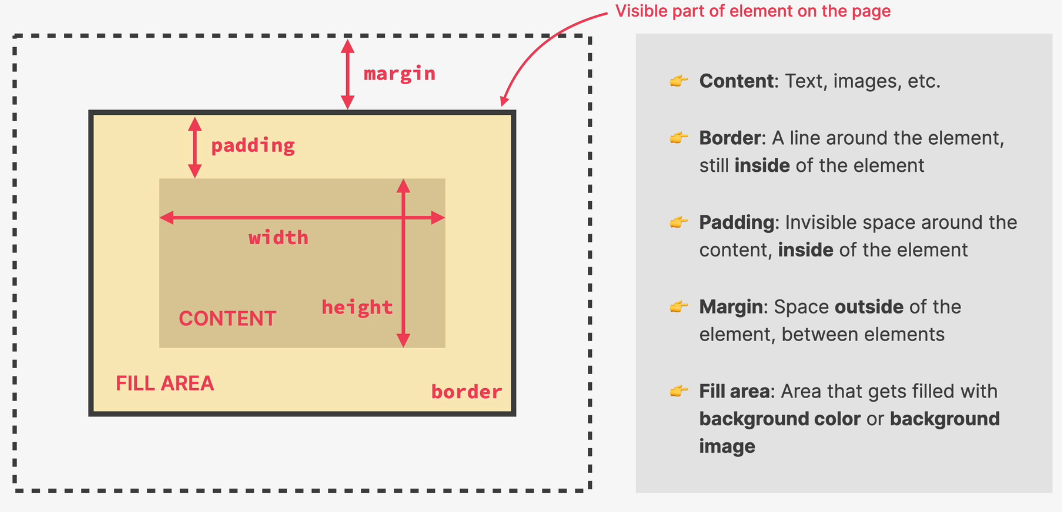 Visible part of element on the page
margin
padding
width
height
CONTENT
FILL AREA
border
👉 Content: Text, images, etc.
👉 Border: A line around the element,
still inside of the element
👉 Padding: Invisible space around the
content, inside of the element
👉 Margin: Space outside of the
element, between elements
👉 Fill area: Area that gets filled with
background color or background
image